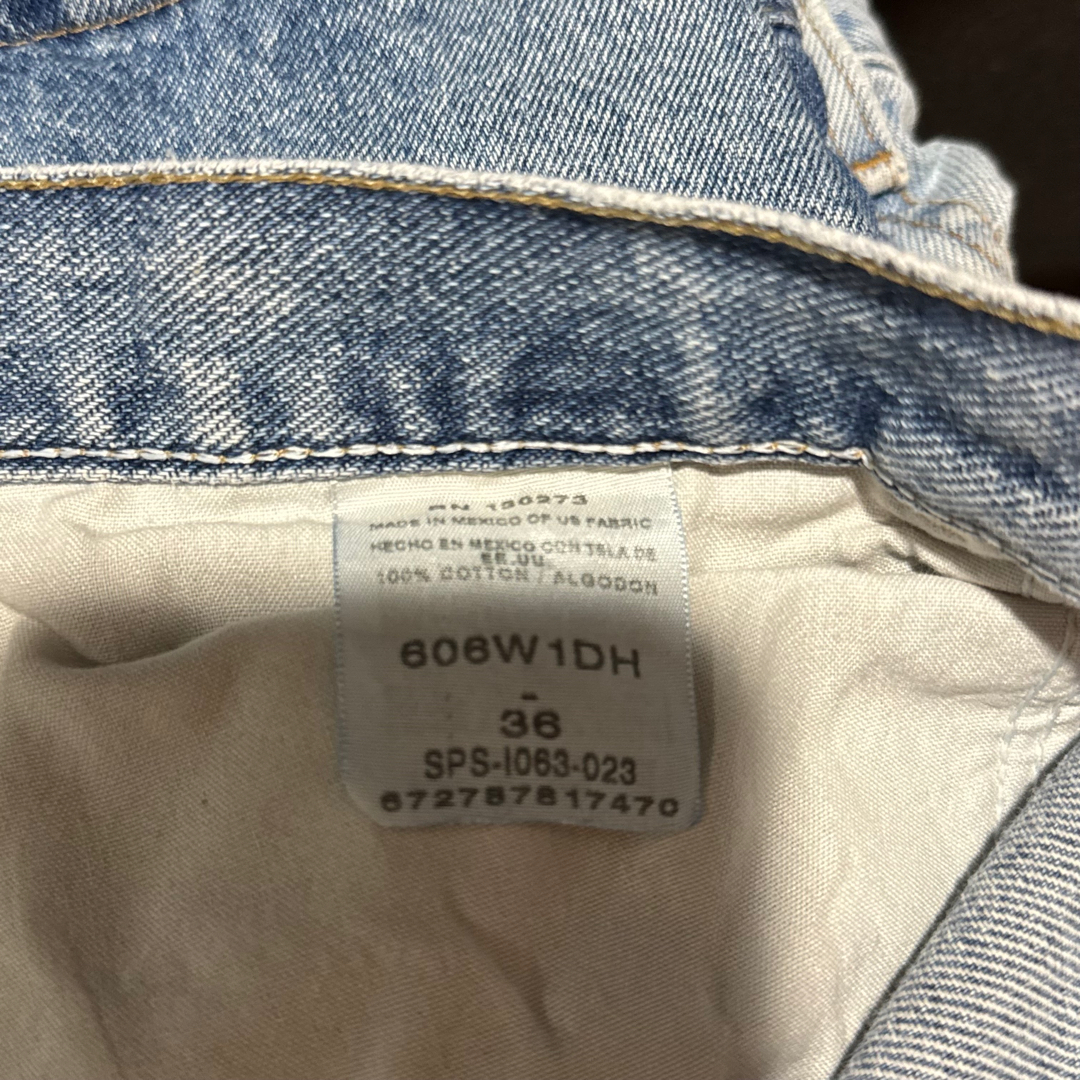 RN 130273
MADE IN MEXICO OF US FABRIC
HECHO EN MEXICO CON TELA DE
EE.UU.
100% COTTON / ALGODON
606W1DH
-
36
SPS-I063-023
672787817470